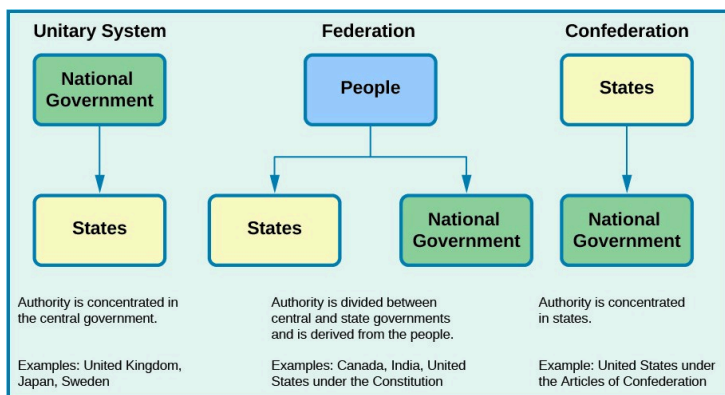 Unitary System
National
Government
States
Authority is concentrated in
the central government.
Examples: United Kingdom,
Japan, Sweden
Federation
People
States
National
Government
Authority is divided between
central and state governments
and is derived from the people.
Examples: Canada, India, United
States under the Constitution
Confederation
States
National
Government
Authority is concentrated
in states.
Example: United States under
the Articles of Confederation